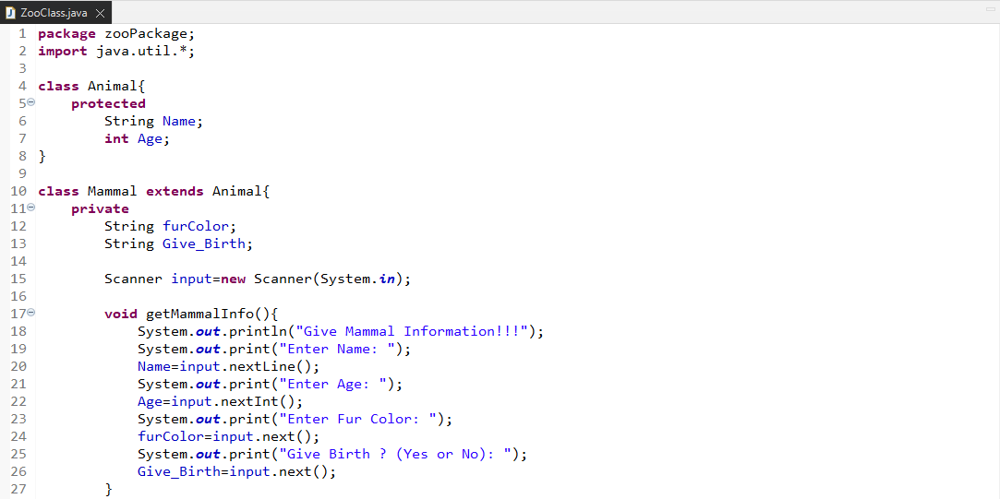 ZooClass.java
1 package zooPackage;
2 import java.util.*;
3
4 class Animal{
5     protected
6         String Name;
7         int Age;
8 }
9
10 class Mammal extends Animal{
11     private
12         String furColor;
13         String Give_Birth;
14
15         Scanner input=new Scanner(System.in);
16
17         void getMammalInfo(){
18             System.out.println("Give Mammal Information!!!");
19             System.out.print("Enter Name: ");
20             Name=input.nextLine();
21             System.out.print("Enter Age: ");
22             Age=input.nextInt();
23             System.out.print("Enter Fur Color: ");
24             furColor=input.next();
25             System.out.print("Give Birth ? (Yes or No): ");
26             Give_Birth=input.next();
27         }